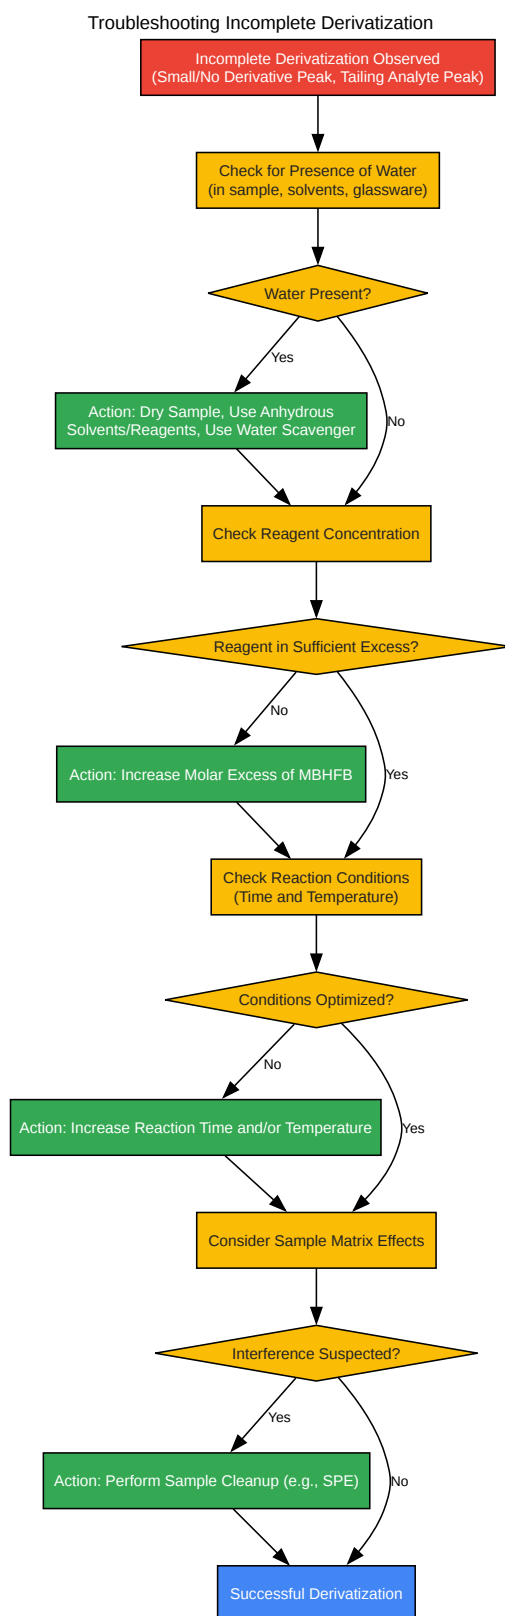 Troubleshooting Incomplete Derivatization
Incomplete Derivatization Observed
(Small/No Derivative Peak, Tailing Analyte Peak)
Check for Presence of Water
(in sample, solvents, glassware)
Water Present?
Yes
Action: Dry Sample, Use Anhydrous
Solvents/Reagents, Use Water Scavenger
No
Check Reagent Concentration
Reagent in Sufficient Excess?
No
Action: Increase Molar Excess of MBHFB
Yes
Check Reaction Conditions
(Time and Temperature)
Conditions Optimized?
No
Action: Increase Reaction Time and/or Temperature
Yes
Consider Sample Matrix Effects
Interference Suspected?
Yes
Action: Perform Sample Cleanup (e.g., SPE)
No
Successful Derivatization